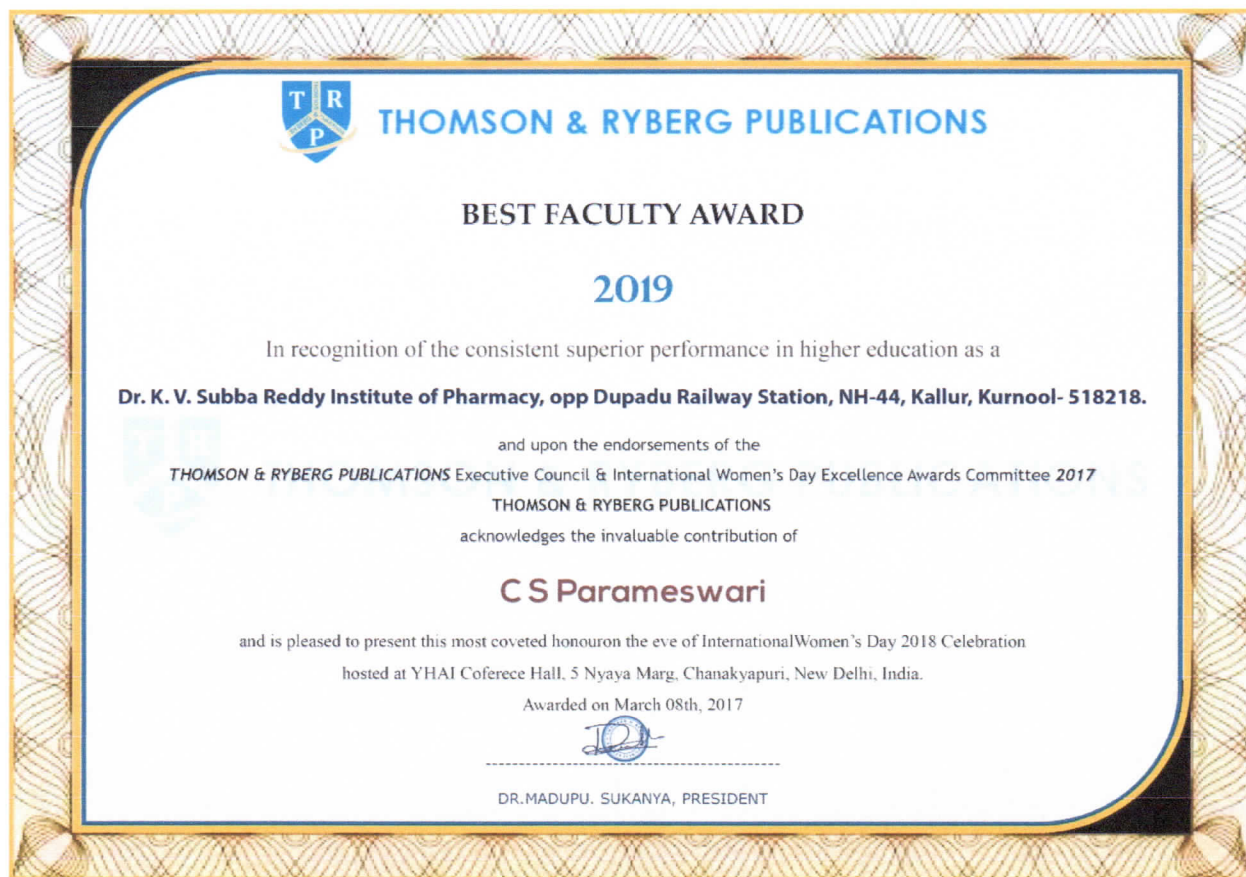 T R
P
THOMSON & RYBERG PUBLICATIONS
BEST FACULTY AWARD
2019
In recognition of the consistent superior performance in higher education as a
Dr. K. V. Subba Reddy Institute of Pharmacy, opp Dupadu Railway Station, NH-44, Kallur, Kurnool- 518218.
and upon the endorsements of the
THOMSON & RYBERG PUBLICATIONS Executive Council & International Women's Day Excellence Awards Committee 2017
THOMSON & RYBERG PUBLICATIONS
acknowledges the invaluable contribution of
C S Parameswari
and is pleased to present this most coveted honouron the eve of InternationalWomen's Day 2018 Celebration
hosted at YHAI Coferece Hall, 5 Nyaya Marg, Chanakyapuri, New Delhi, India.
Awarded on March 08th, 2017
DR.MADUPU. SUKANYA, PRESIDENT